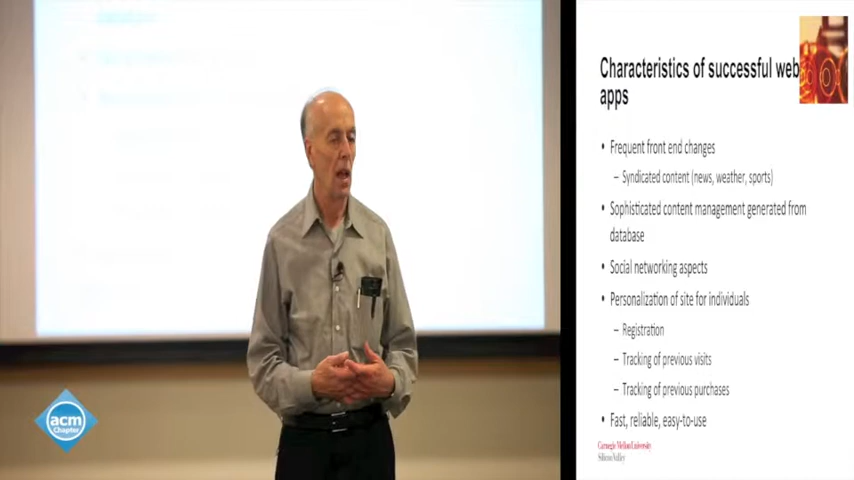 Characteristics of successful web
apps
• Frequent front end changes
– Syndicated content (news, weather, sports)
• Sophisticated content management generated from
database
• Social networking aspects
• Personalization of site for individuals
– Registration
– Tracking of previous visits
– Tracking of previous purchases
• Fast, reliable, easy-to-use
Carnegie Mellon University
Silicon Valley
acm
Chapter